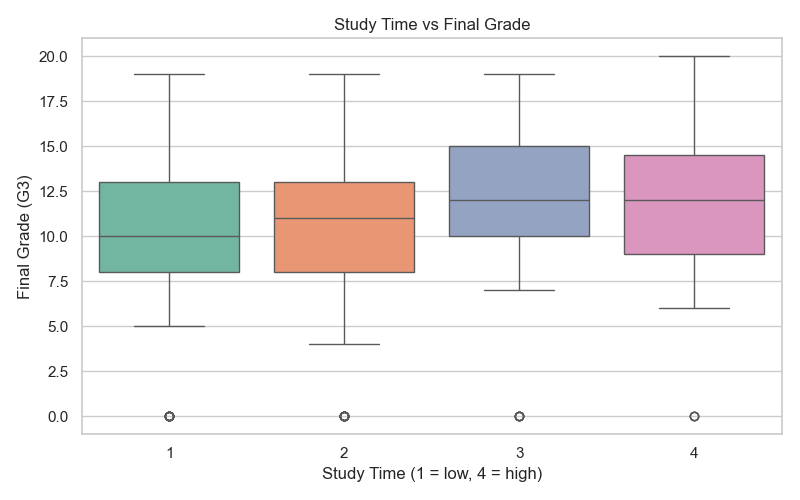 Study Time vs Final Grade
Final Grade (G3)
20.0
17.5
15.0
12.5
10.0
7.5
5.0
2.5
0.0
1 2 3 4
Study Time (1 = low, 4 = high)